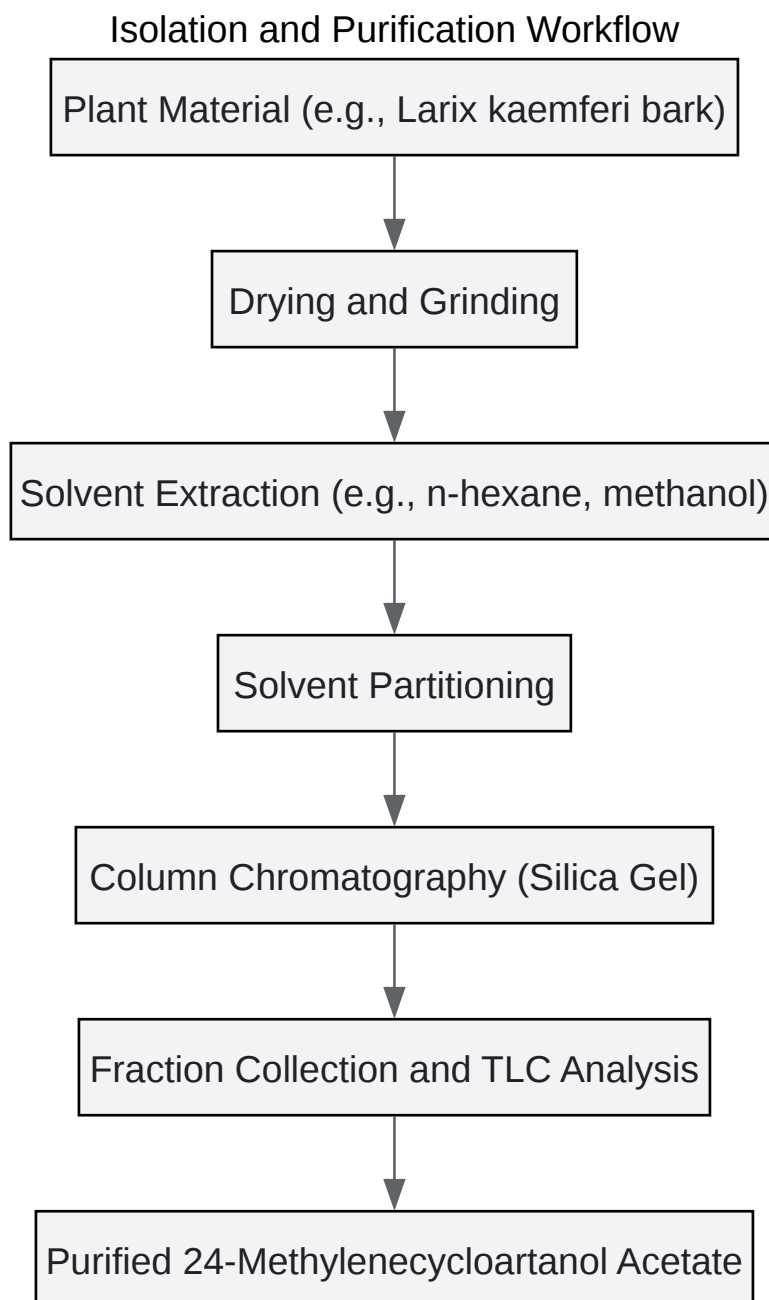 Isolation and Purification Workflow
Plant Material (e.g., Larix kaemferi bark)
Drying and Grinding
Solvent Extraction (e.g., n-hexane, methanol)
Solvent Partitioning
Column Chromatography (Silica Gel)
Fraction Collection and TLC Analysis
Purified 24-Methylenecycloartanol Acetate